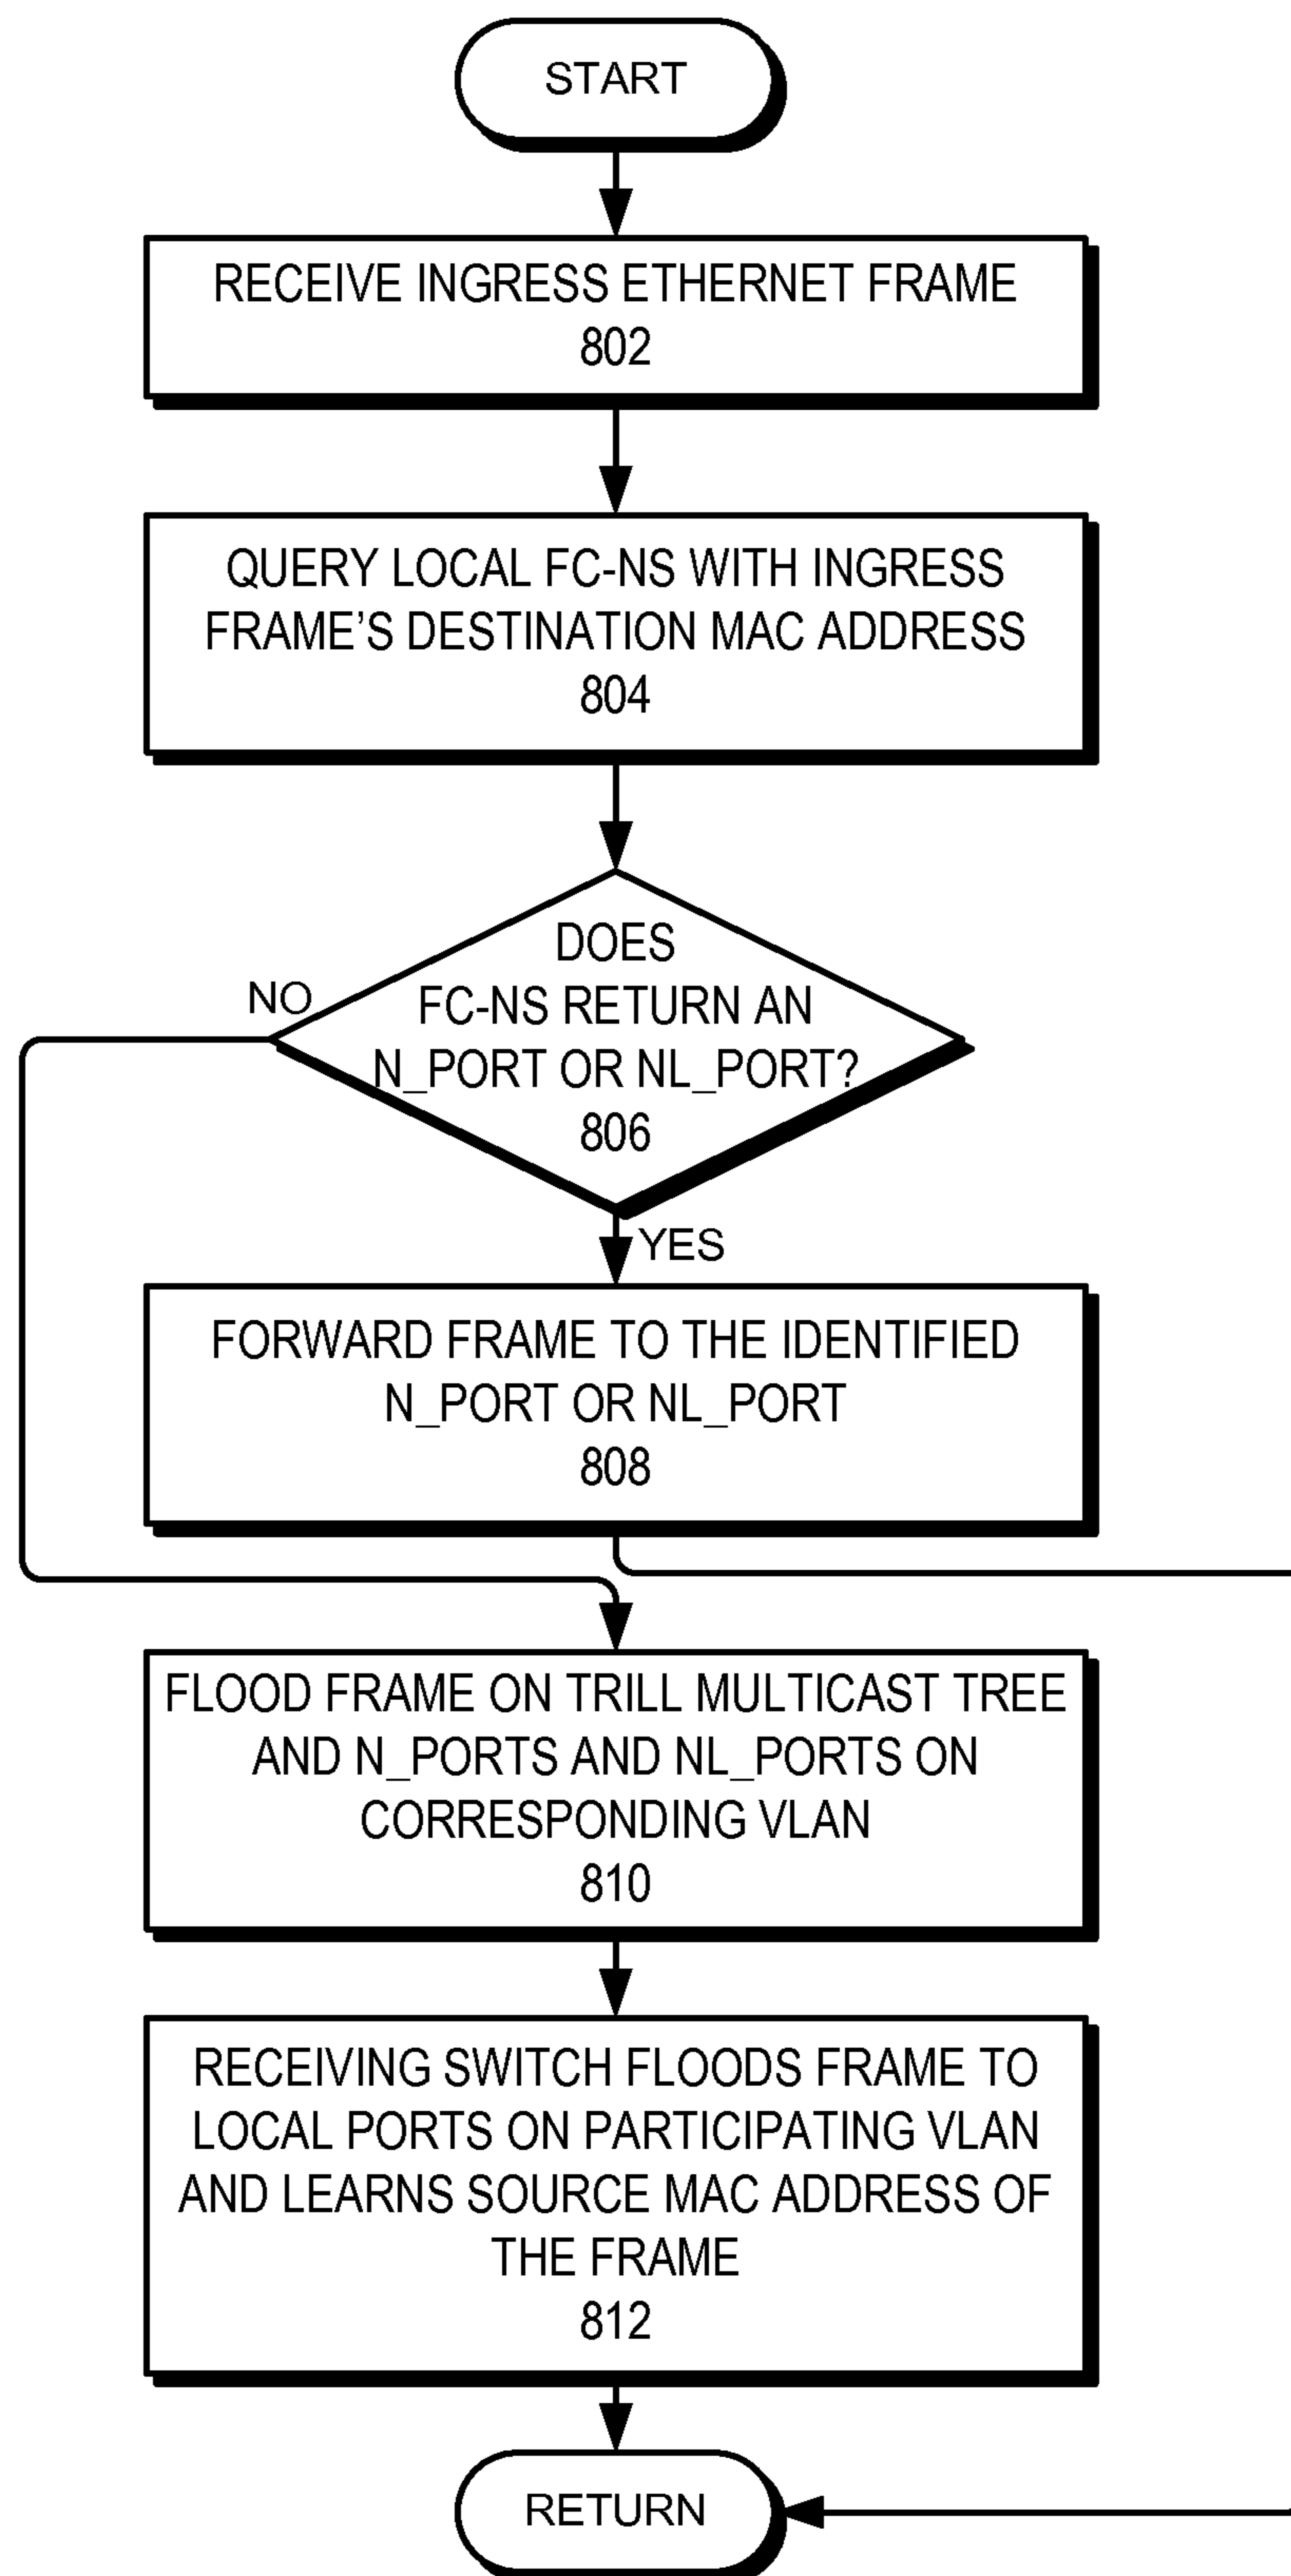 START
RECEIVE INGRESS ETHERNET FRAME
802
QUERY LOCAL FC-NS WITH INGRESS
FRAME’S DESTINATION MAC ADDRESS
804
DOES
FC-NS RETURN AN
N_PORT OR NL_PORT?
806
NO
YES
FORWARD FRAME TO THE IDENTIFIED
N_PORT OR NL_PORT
808
FLOOD FRAME ON TRILL MULTICAST TREE
AND N_PORTS AND NL_PORTS ON
CORRESPONDING VLAN
810
RECEIVING SWITCH FLOODS FRAME TO
LOCAL PORTS ON PARTICIPATING VLAN
AND LEARNS SOURCE MAC ADDRESS OF
THE FRAME
812
RETURN